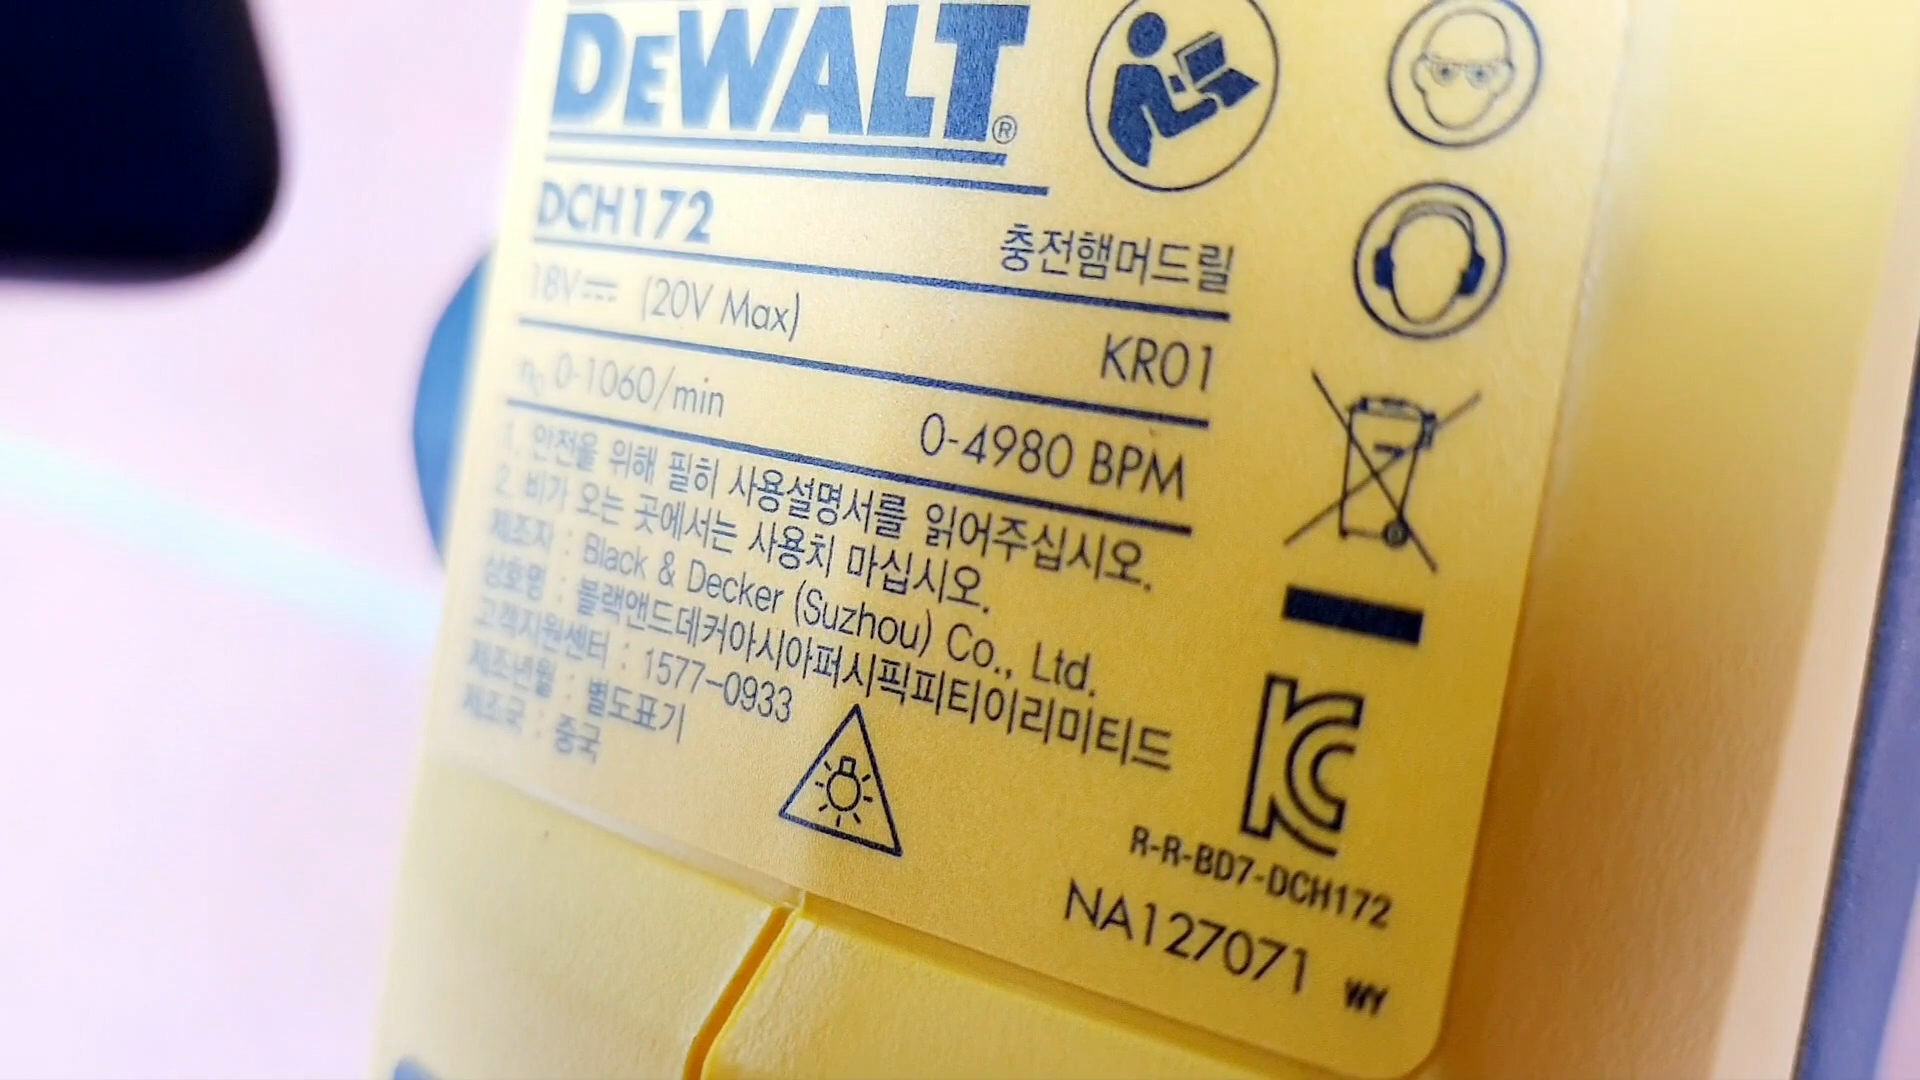 DEWALT®
DCH172 충전햄머드릴
18V⎓ (20V Max) KR01
n₀ 0-1060/min 0-4980 BPM
1. 안전을 위해 필히 사용설명서를 읽어주십시오.
2. 비가 오는 곳에서는 사용치 마십시오.
제조자 : Black & Decker (Suzhou) Co., Ltd.
상호명 : 블랙앤드데커아시아퍼시픽피티이리미티드
고객지원센터 : 1577-0933
제조년월 : 별도표기
제조국 : 중국
R-R-BD7-DCH172
NA127071 WY